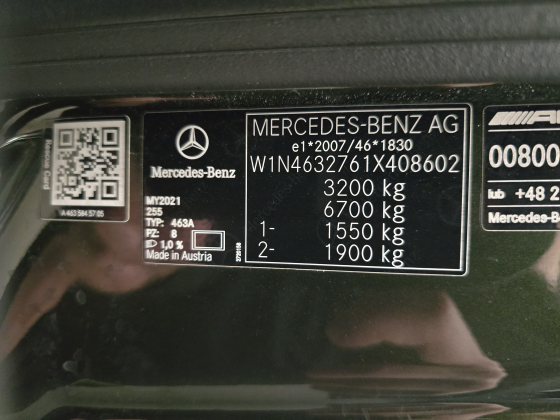 Rescue Card
A 463 584 57 05
Mercedes-Benz
MY2021
255
TYP: 463A
PZ: 8
1,0 %
Made in Austria
MERCEDES-BENZ AG
e1*2007/46*1830
W1N4632761X408602
3200 kg
6700 kg
1- 1550 kg
2- 1900 kg
00800
lub +48 2
Mercedes-B